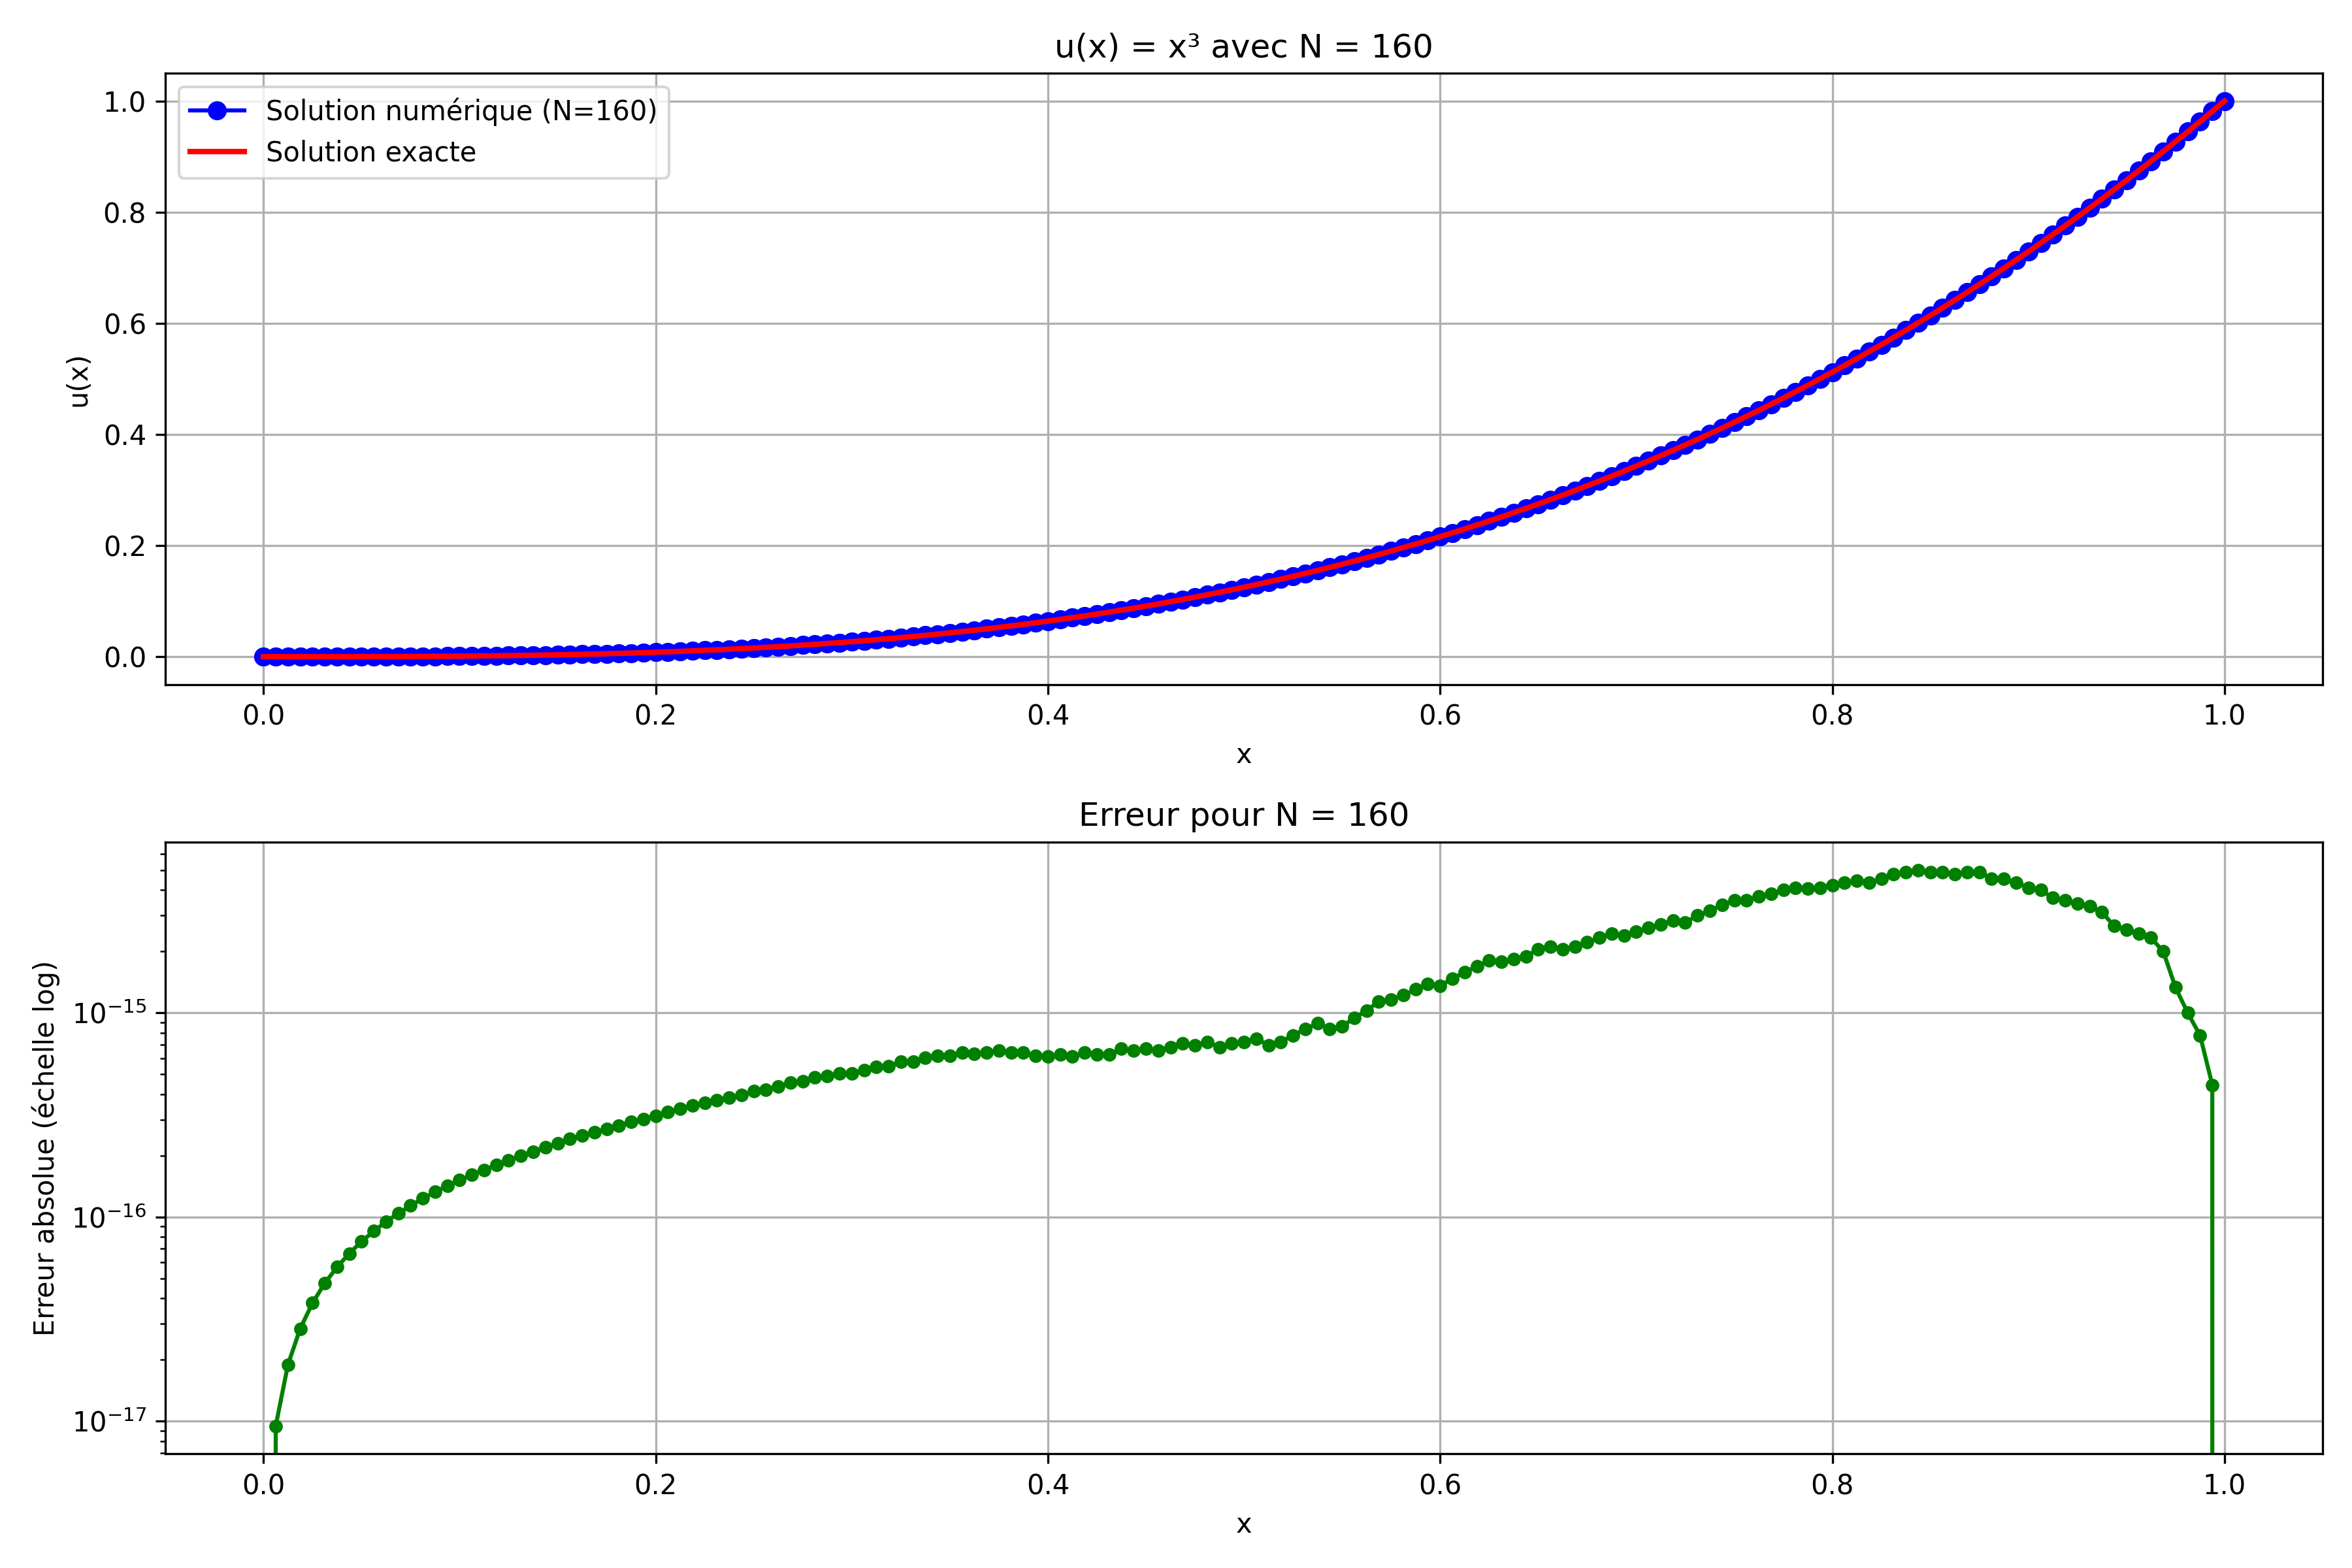 u(x) = x³ avec N = 160
Solution numérique (N=160)
Solution exacte
u(x)
1.0
0.8
0.6
0.4
0.2
0.0
0.0 0.2 0.4 0.6 0.8 1.0
x
Erreur pour N = 160
Erreur absolue (échelle log)
10⁻¹⁵
10⁻¹⁶
10⁻¹⁷
0.0 0.2 0.4 0.6 0.8 1.0
x